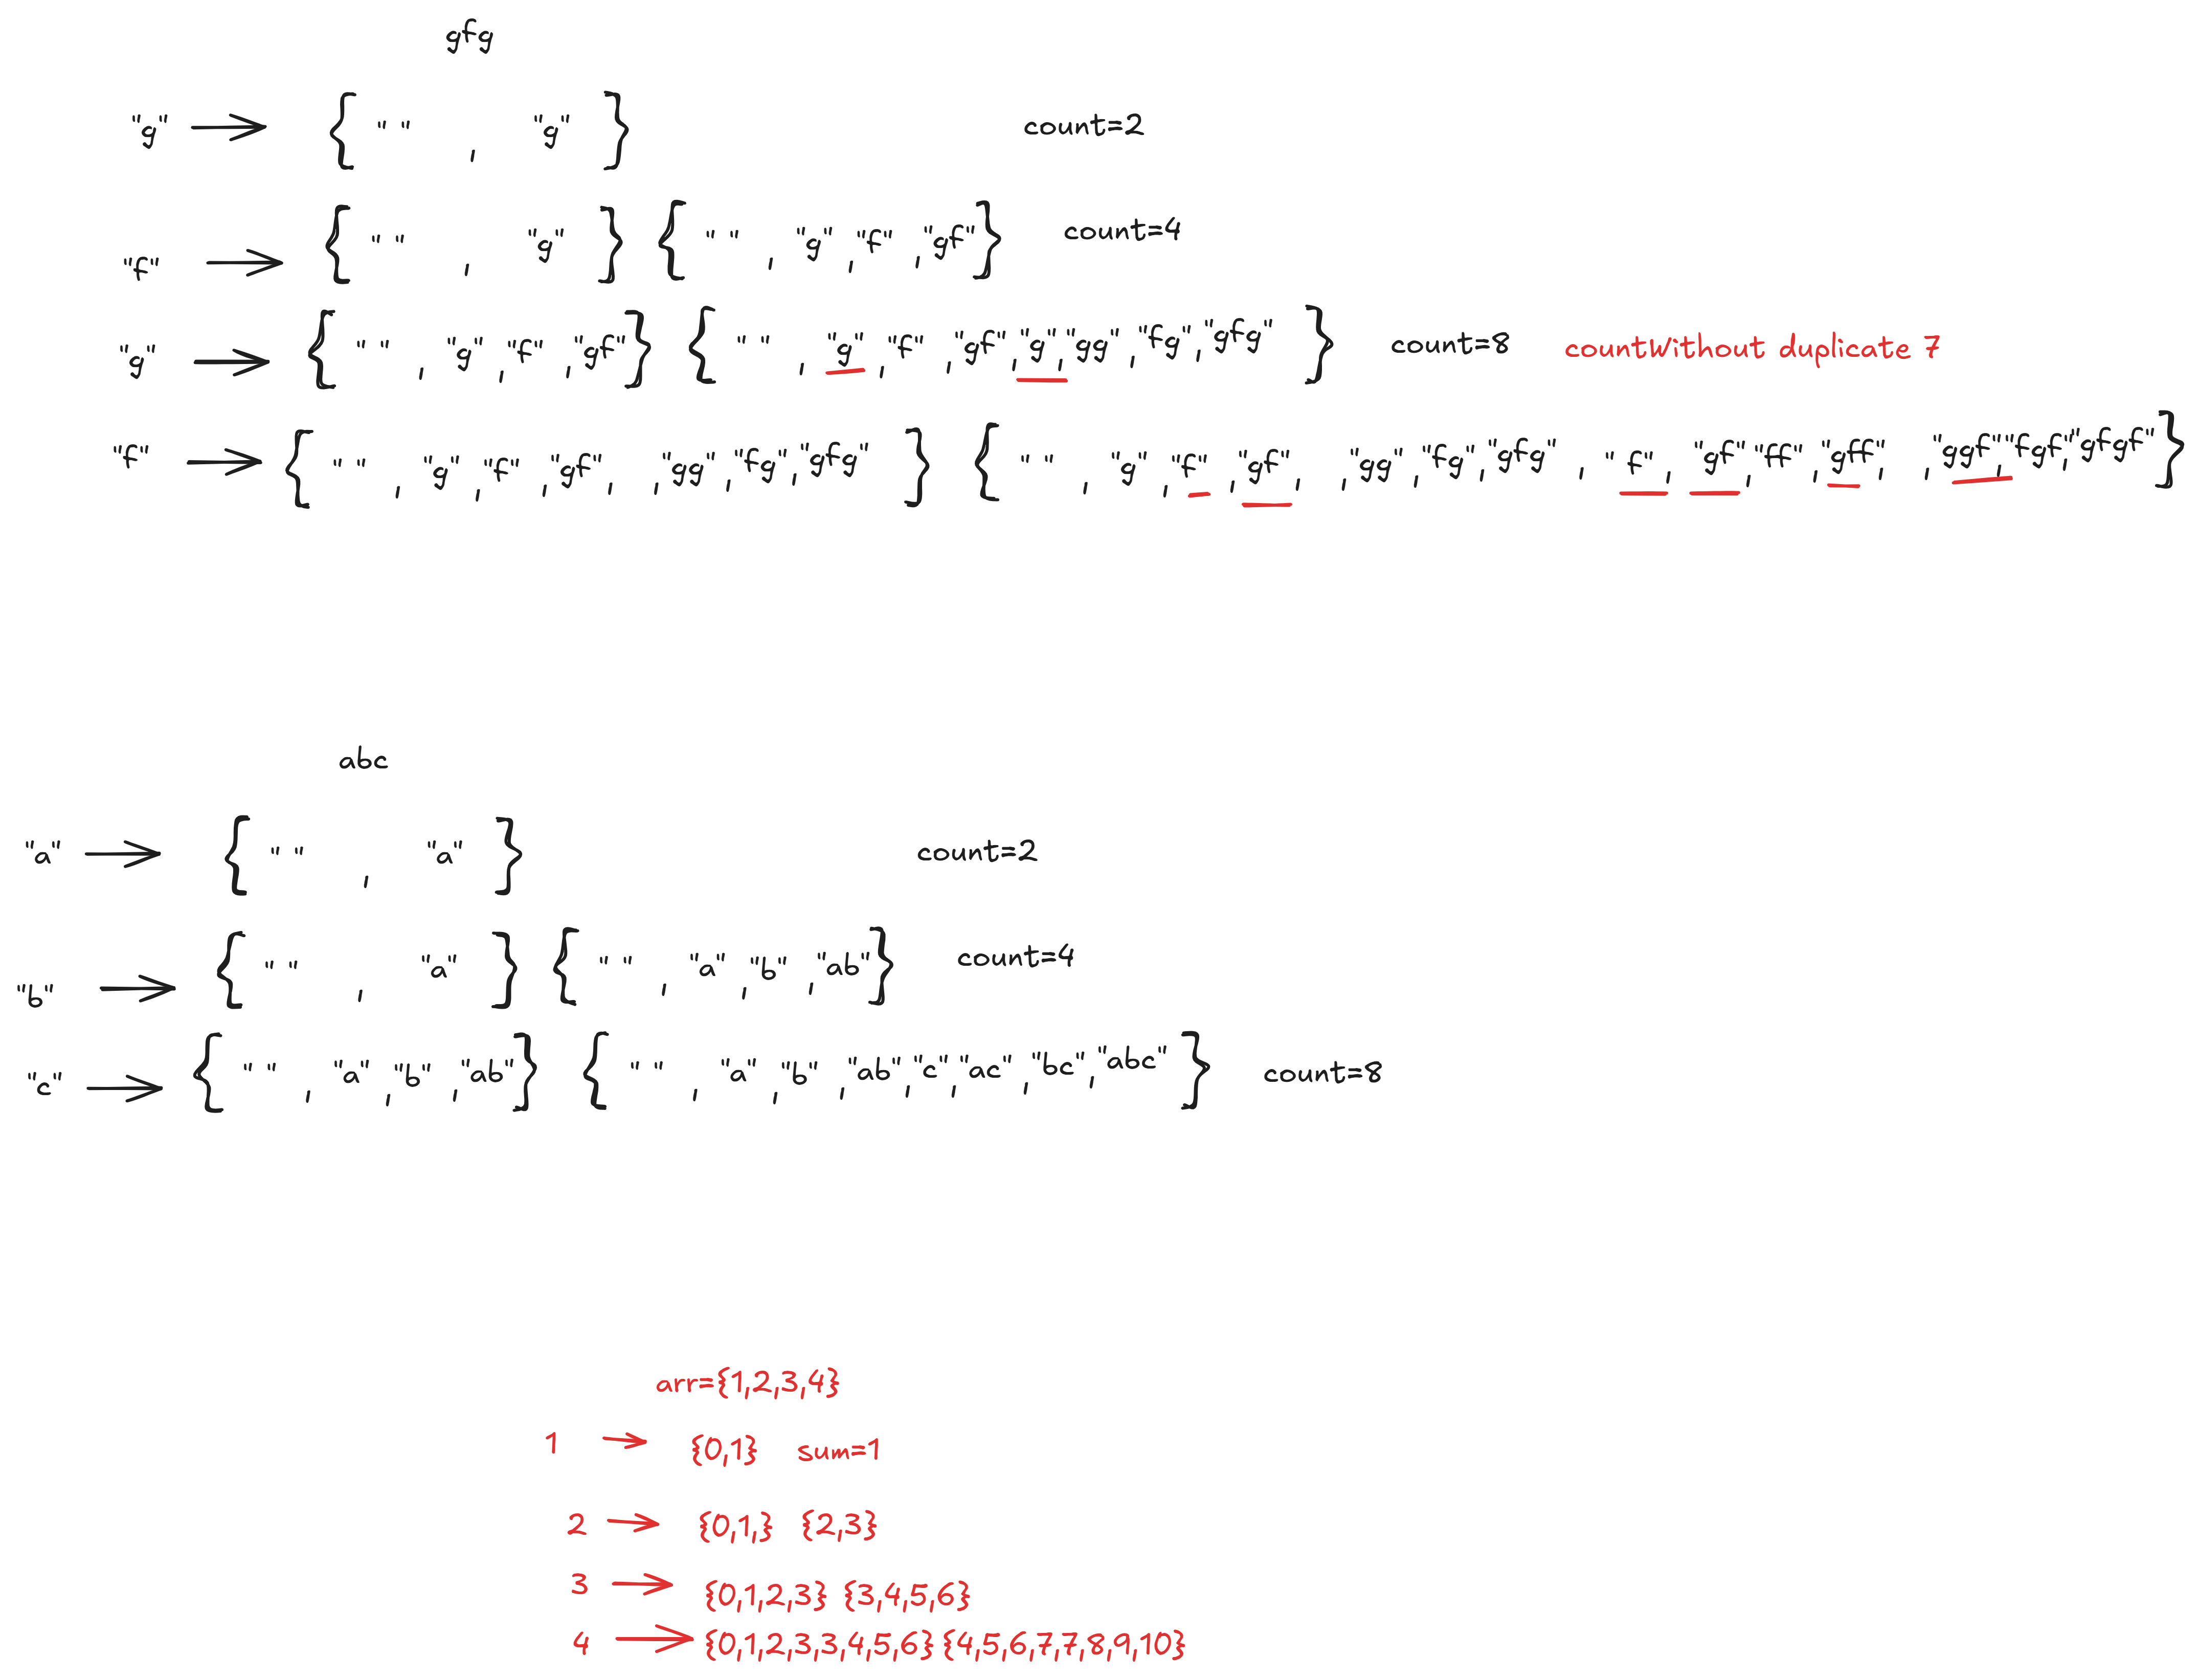 gfg
"g" → { " " , "g" } count=2
"f" → { " " , "g" } { " " , "g" ,"f" ,"gf"} count=4
"g" → { " " , "g" ,"f" ,"gf"} { " " , "g" ,"f" ,"gf","g","gg" ,"fg","gfg" } count=8 countWithout duplicate 7
"f" → { " " , "g" ,"f" ,"gf", ,"gg" ,"fg","gfg" } { " " , "g" ,"f" ,"gf", ,"gg" ,"fg","gfg" , " f", "gf","ff" ,"gff", ,"ggf","fgf","gfgf"}
abc
"a" → { " " , "a" } count=2
"b" → { " " , "a" } { " " , "a" ,"b" ,"ab"} count=4
"c" → { " " , "a" ,"b" ,"ab"} { " " , "a" ,"b" ,"ab","c","ac" ,"bc","abc" } count=8
arr={1,2,3,4}
1 → {0,1} sum=1
2 → {0,1,} {2,3}
3 → {0,1,2,3} {3,4,5,6}
4 → {0,1,2,3,3,4,5,6} {4,5,6,7,7,8,9,10}